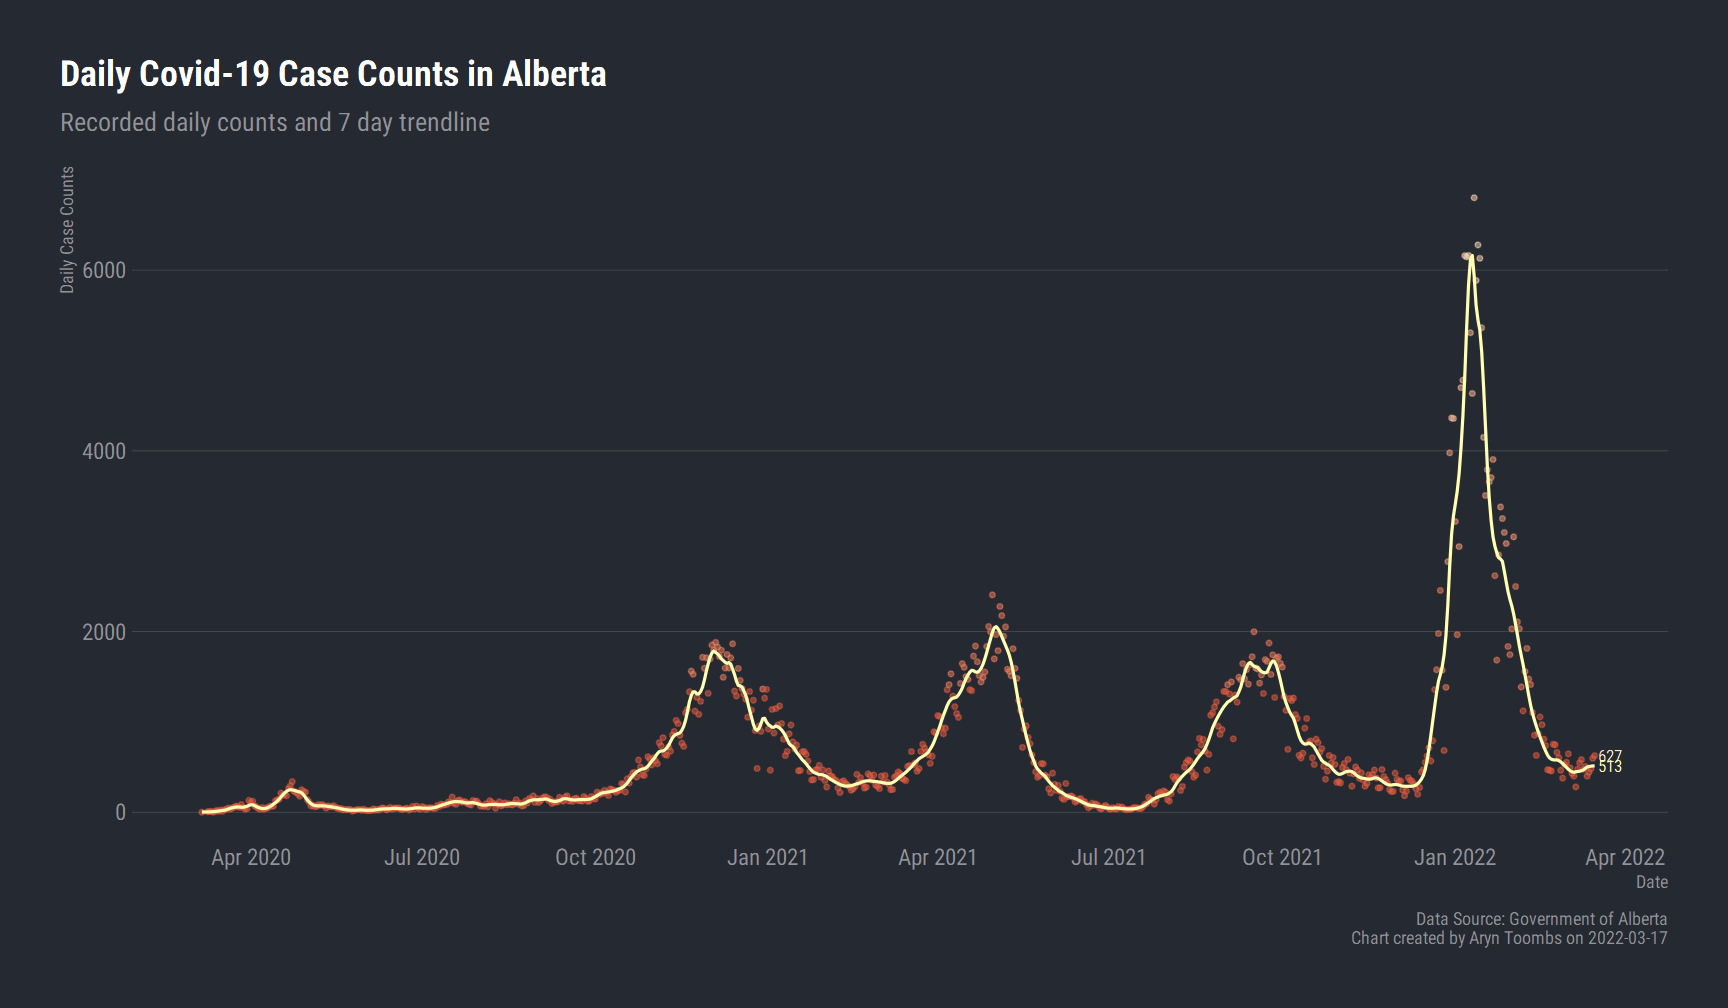 Daily Covid-19 Case Counts in Alberta
Recorded daily counts and 7 day trendline
Daily Case Counts
6000
4000
2000
0
627
513
Apr 2020
Jul 2020
Oct 2020
Jan 2021
Apr 2021
Jul 2021
Oct 2021
Jan 2022
Apr 2022
Date
Data Source: Government of Alberta
Chart created by Aryn Toombs on 2022-03-17